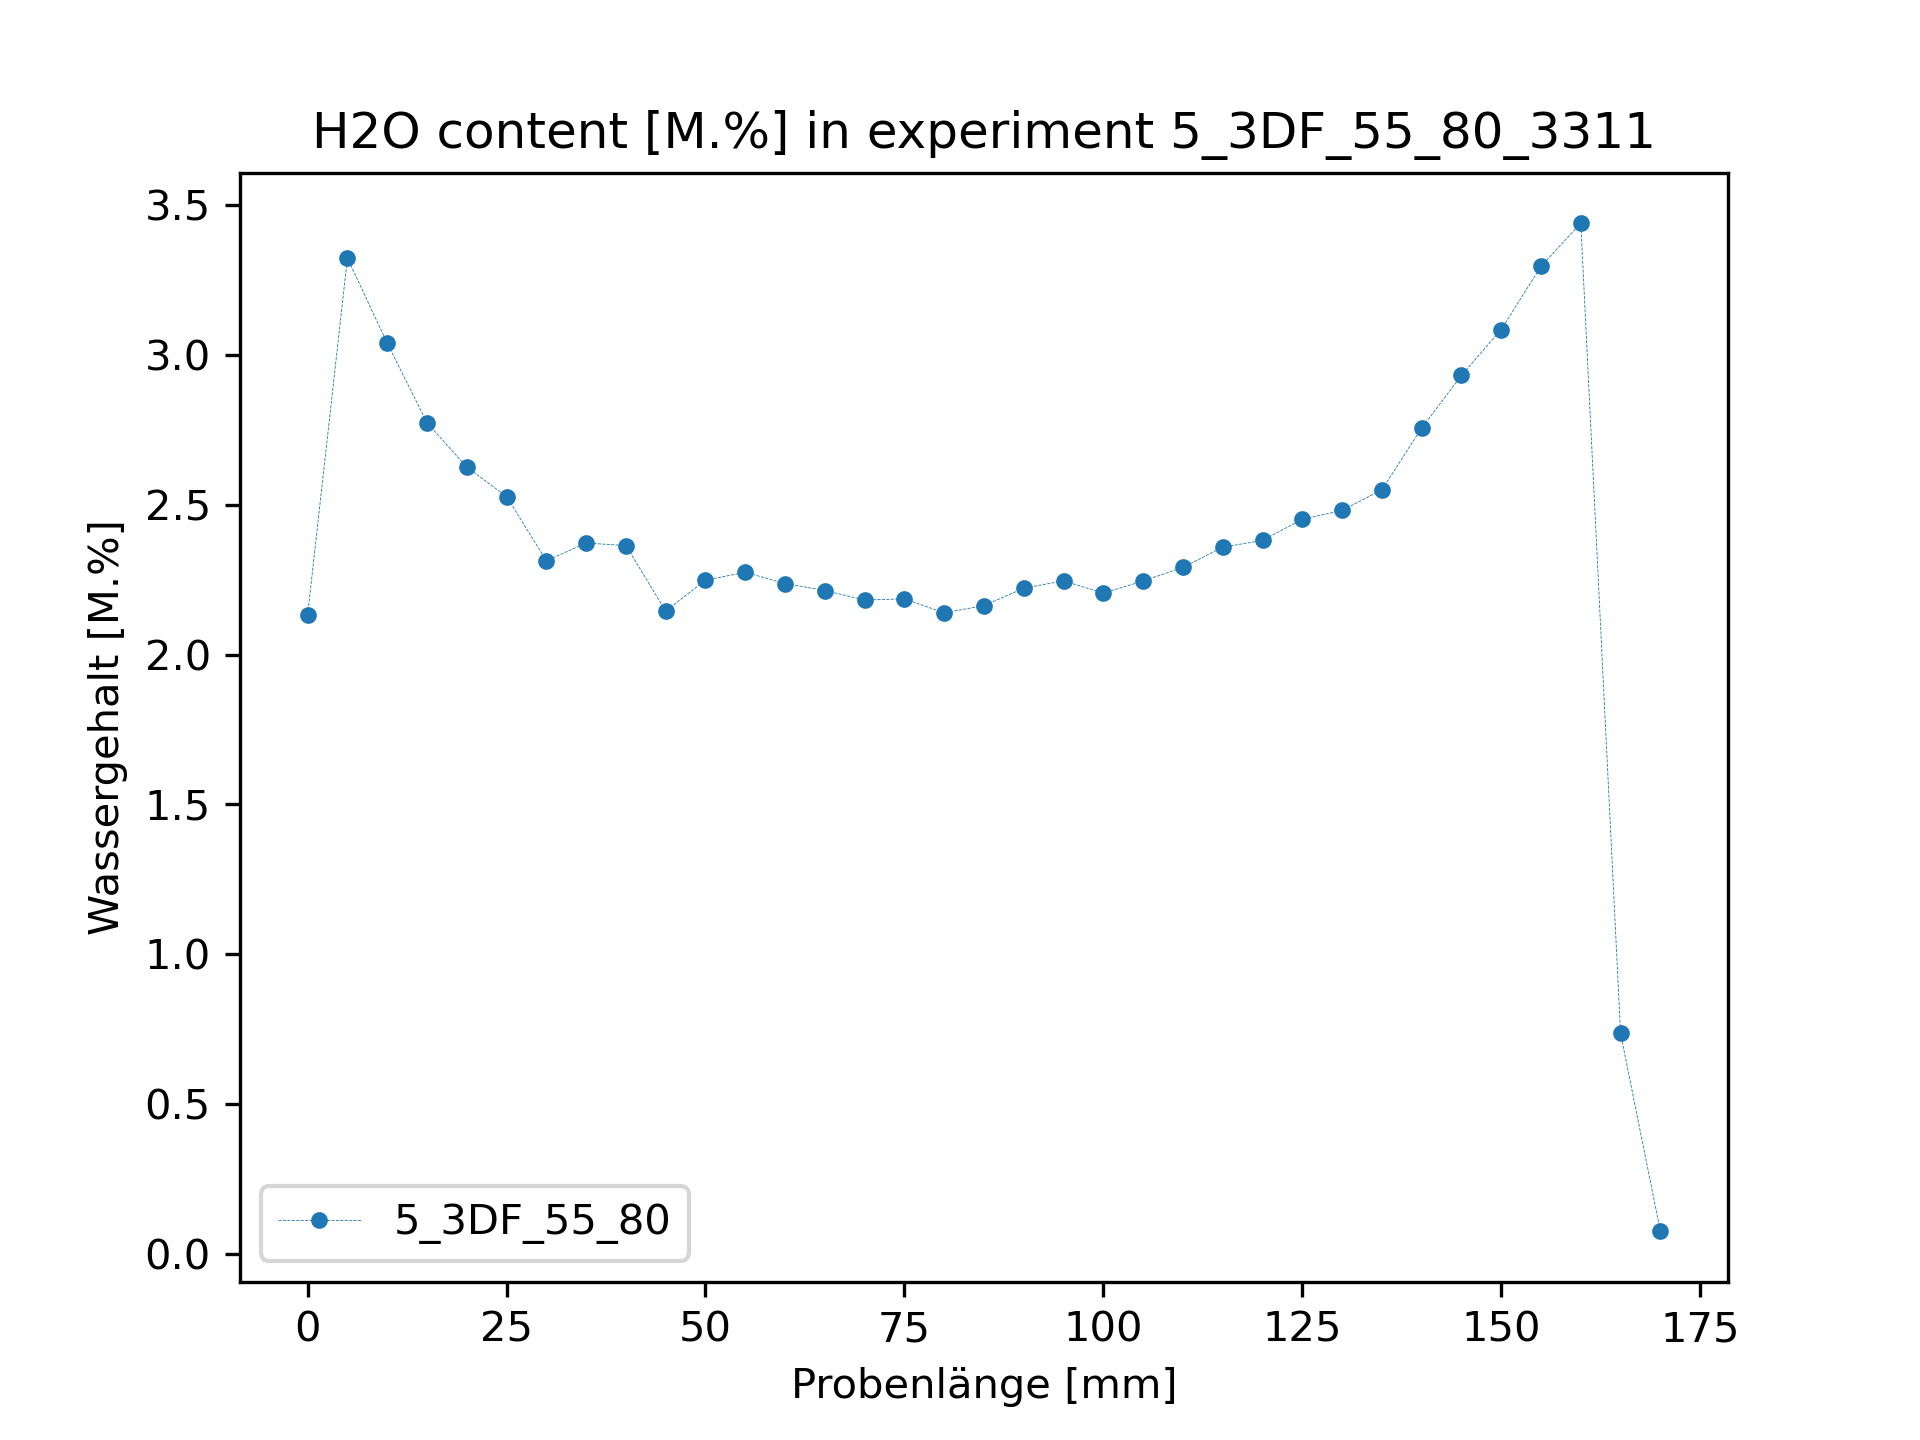 H2O content [M.%] in experiment 5_3DF_55_80_3311
3.5
3.0
2.5
2.0
1.5
1.0
0.5
0.0
Wassergehalt [M.%]
5_3DF_55_80
0 25 50 75 100 125 150 175
Probenlänge [mm]